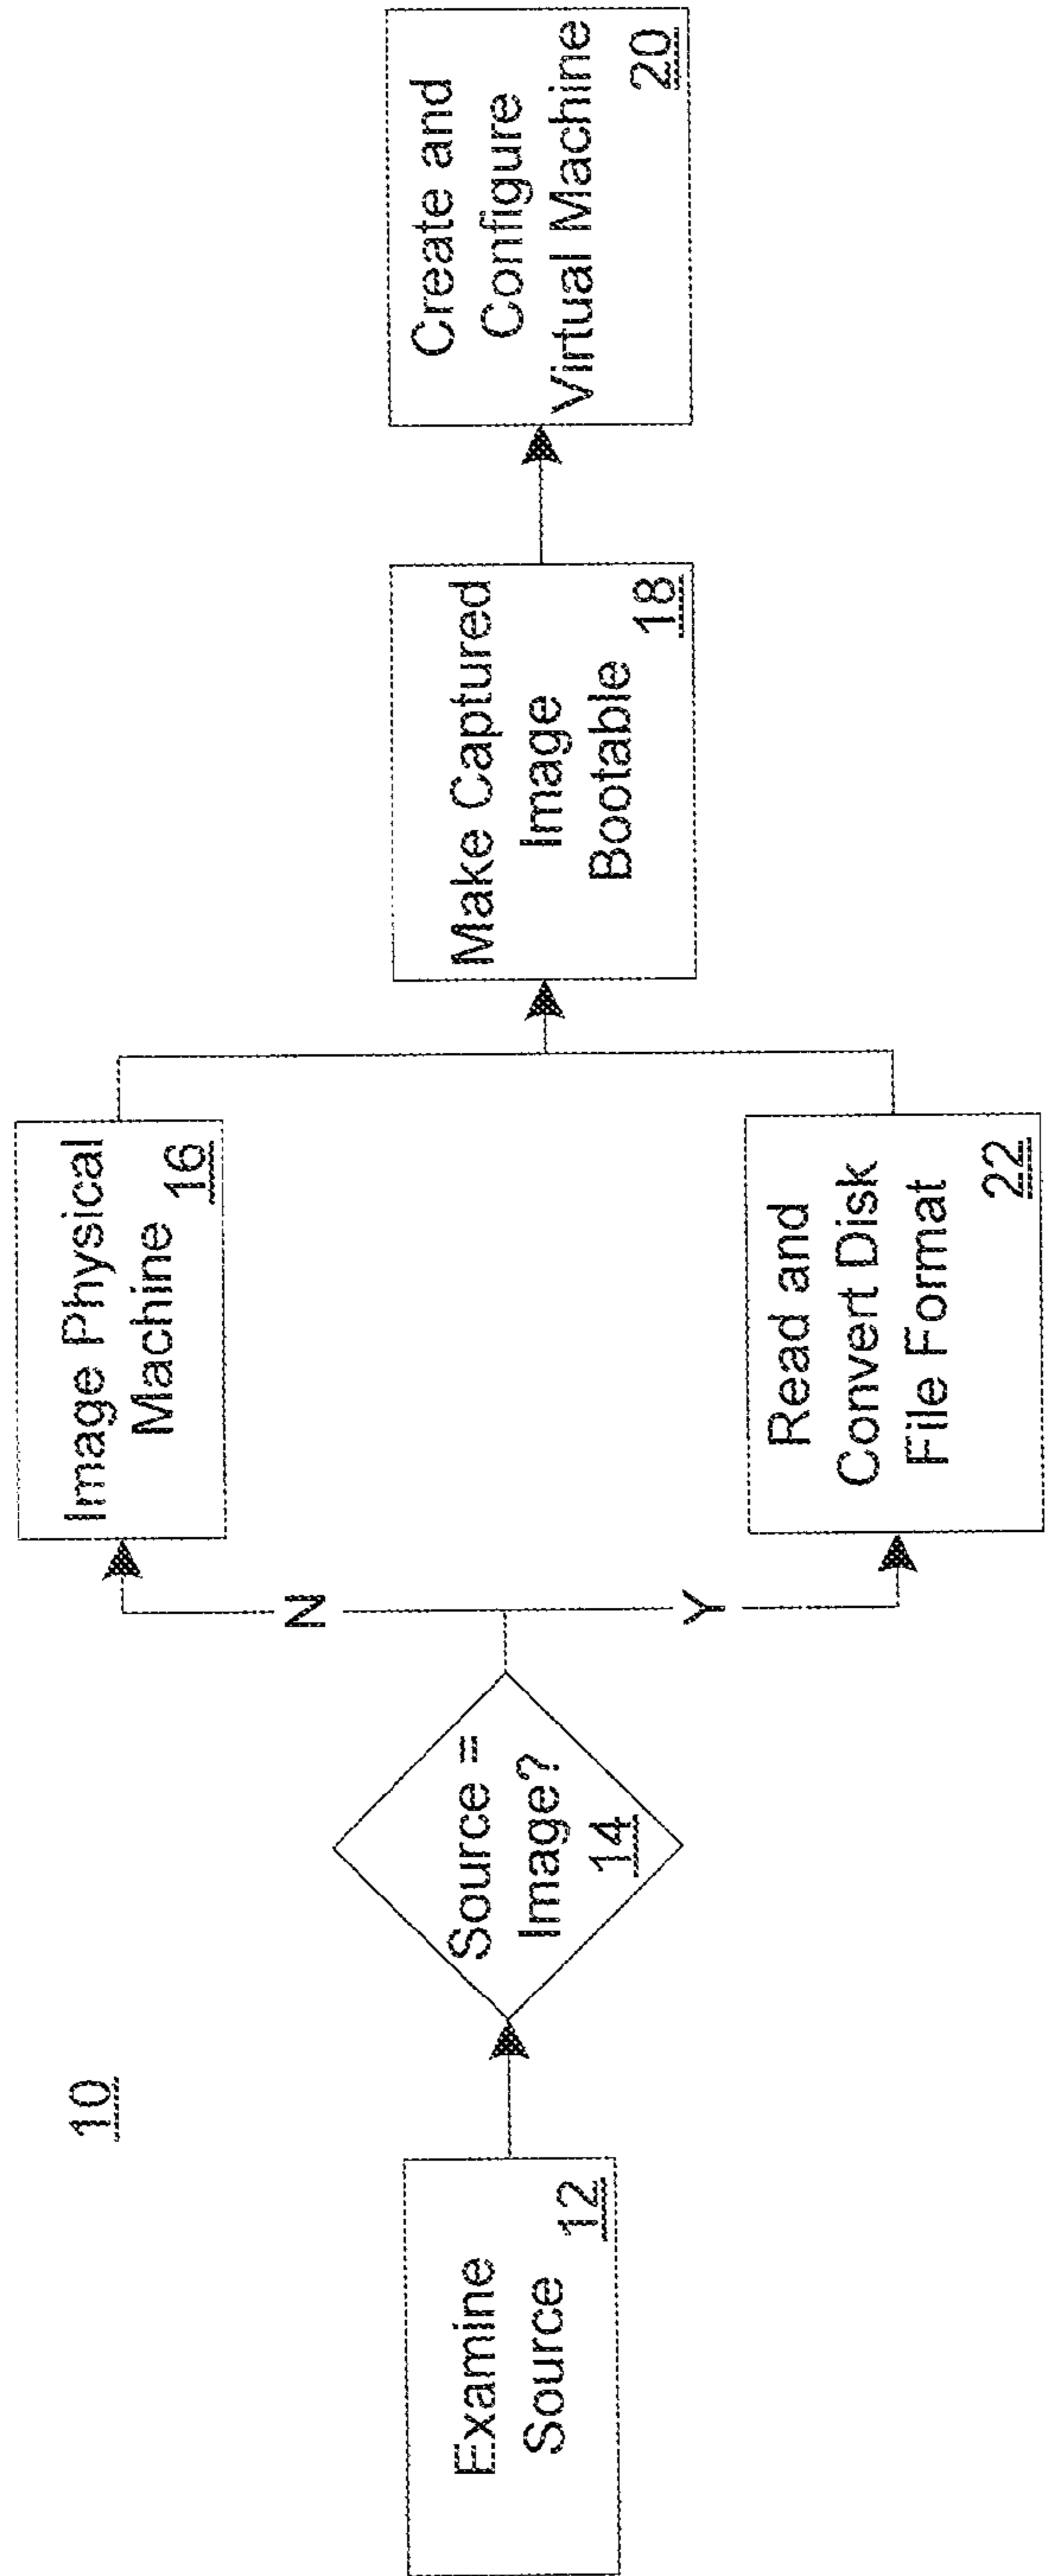 10
Examine
Source
12
Source =
Image?
14
N
Y
Image Physical
Machine
16
Read and
Convert Disk
File Format
22
Make Captured
Image
Bootable
18
Create and
Configure
Virtual Machine
20